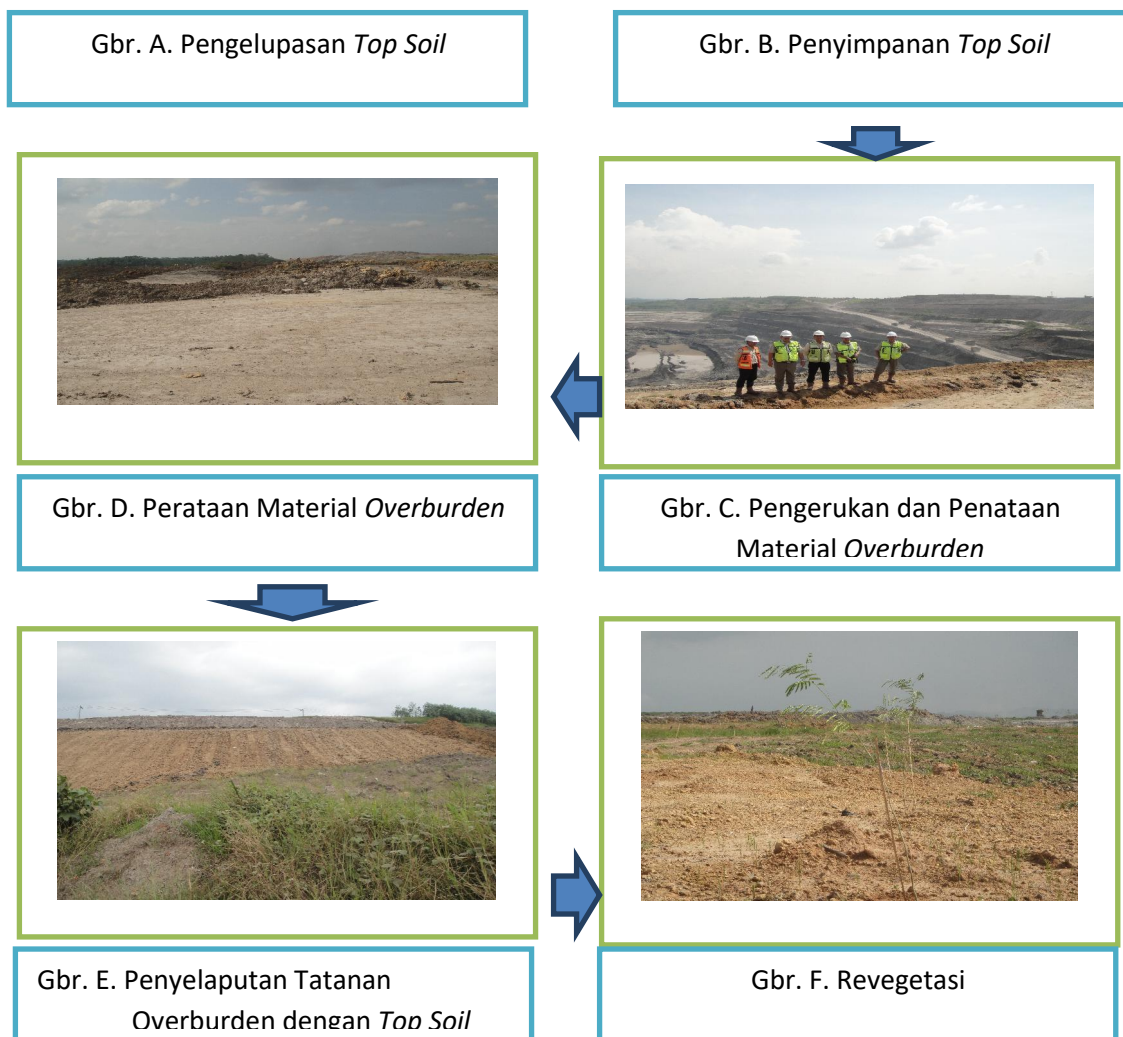 Gbr. A. Pengelupasan Top Soil
Gbr. B. Penyimpanan Top Soil
Gbr. D. Perataan Material Overburden
Gbr. C. Pengerukan dan Penataan
Material Overburden
Gbr. E. Penyelaputan Tatanan
Overburden dengan Top Soil
Gbr. F. Revegetasi